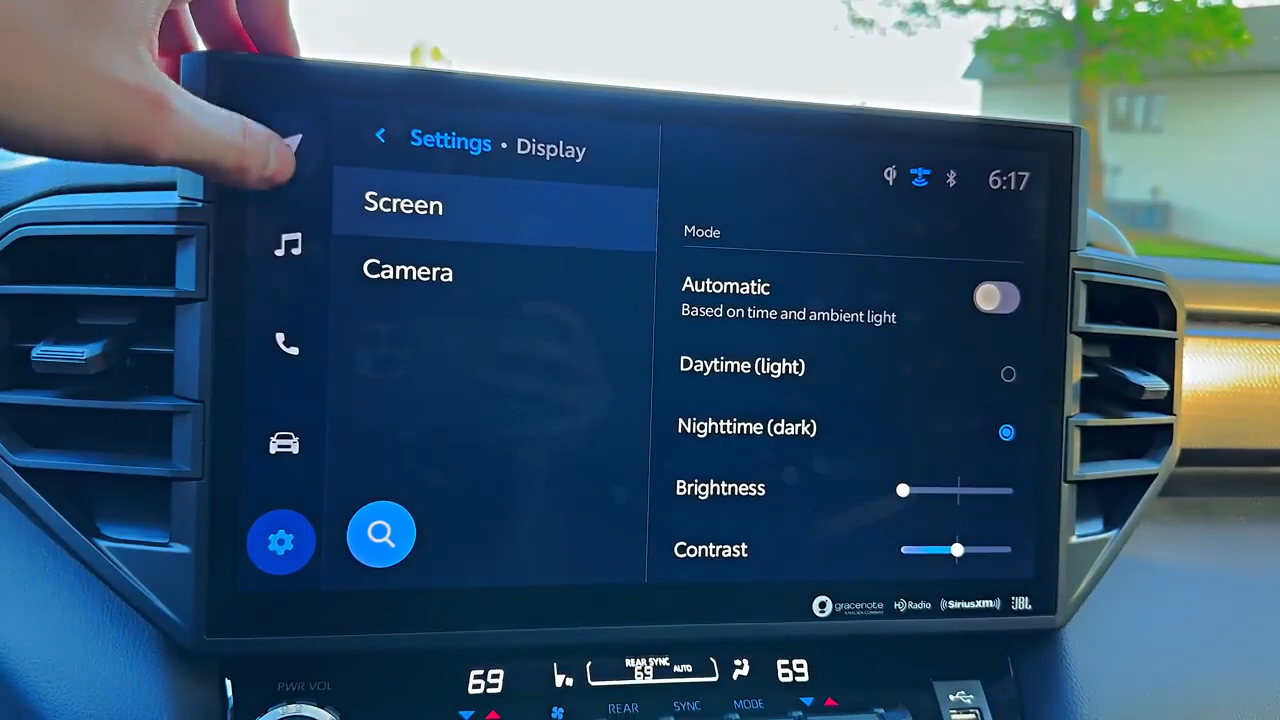 Settings • Display
Screen
Camera
6:17
Mode
Automatic
Based on time and ambient light
Daytime (light)
Nighttime (dark)
Brightness
Contrast
gracenote
HD Radio
SiriusXM
JBL
69
REAR SYNC
69 AUTO
69
PWR VOL
REAR
SYNC
MODE